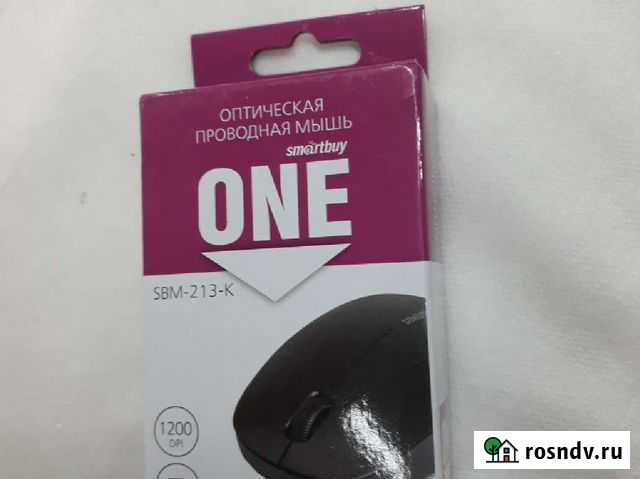 ОПТИЧЕСКАЯ
ПРОВОДНАЯ МЫШЬ
smartbuy
ONE
SBM-213-K
1200
DPI
rosndv.ru